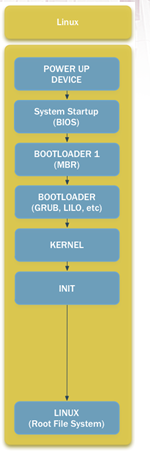 Linux
POWER UP
DEVICE
System Startup
(BIOS)
BOOTLOADER 1
(MBR)
BOOTLOADER
(GRUB, LILO, etc)
KERNEL
INIT
LINUX
(Root File System)